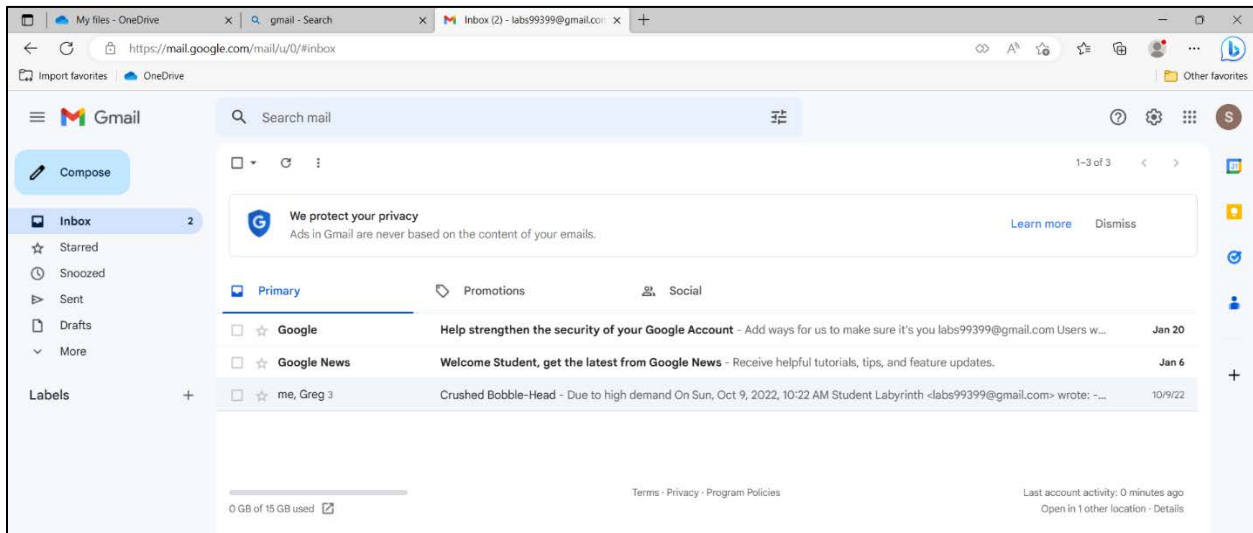 My files - OneDrive
gmail - Search
Inbox (2) - labs99399@gmail.com
https://mail.google.com/mail/u/0/#inbox
Import favorites
OneDrive
Other favorites
Gmail
Search mail
S
Compose
1–3 of 3
31
Inbox 2
Starred
Snoozed
Sent
Drafts
More
Labels
G
We protect your privacy
Ads in Gmail are never based on the content of your emails.
Learn more
Dismiss
Primary
Promotions
Social
Google Help strengthen the security of your Google Account - Add ways for us to make sure it's you labs99399@gmail.com Users w... Jan 20
Google News Welcome Student, get the latest from Google News - Receive helpful tutorials, tips, and feature updates. Jan 6
me, Greg 3 Crushed Bobble-Head - Due to high demand On Sun, Oct 9, 2022, 10:22 AM Student Labyrinth <labs99399@gmail.com> wrote: -... 10/9/22
0 GB of 15 GB used
Terms · Privacy · Program Policies
Last account activity: 0 minutes ago
Open in 1 other location · Details